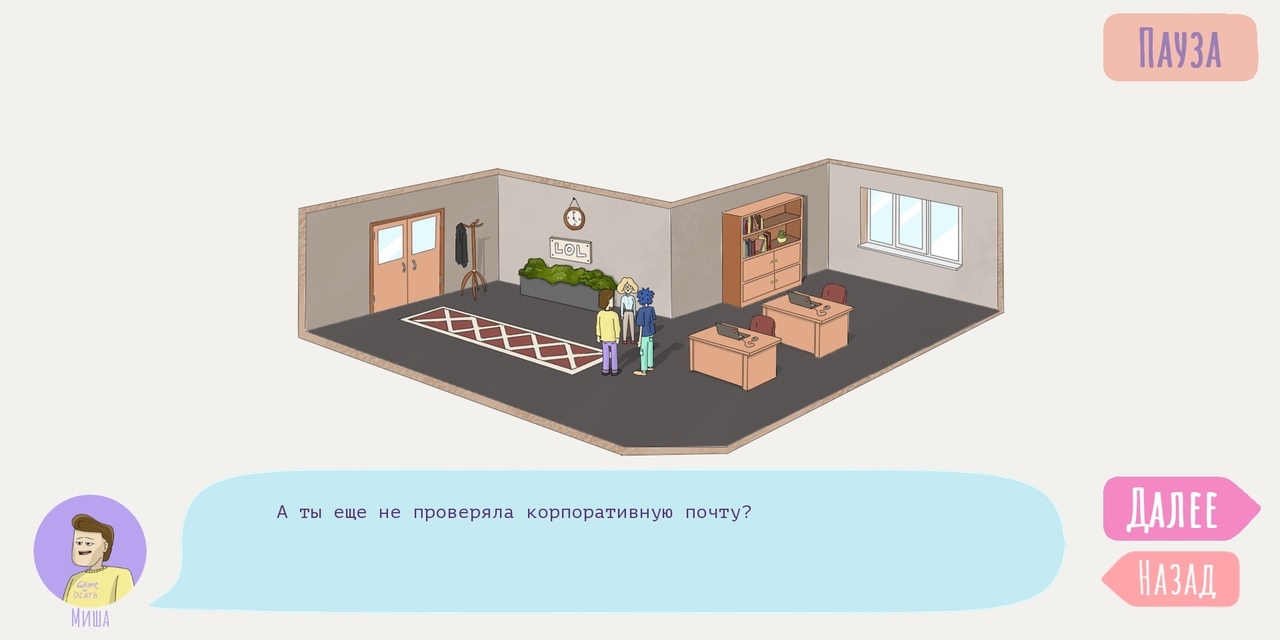 Пауза
LOL
А ты еще не проверяла корпоративную почту?
Далее
Назад
Game
Death
Миша